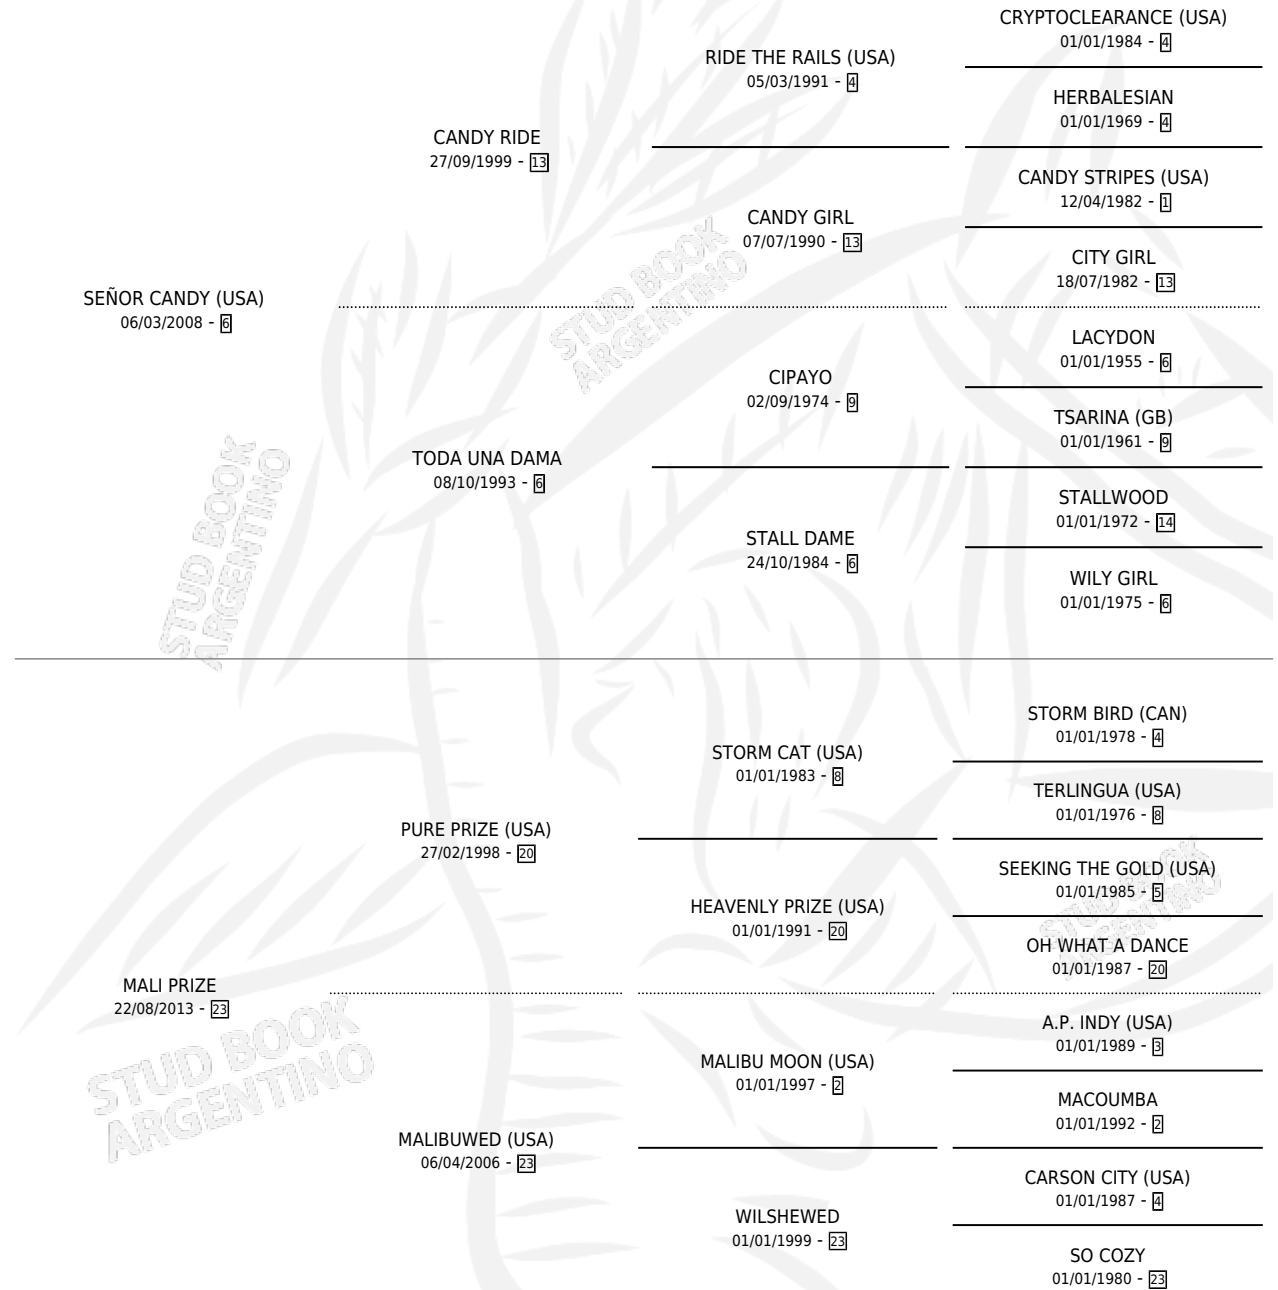 CRYPTOCLEARANCE (USA)
01/01/1984 - 4
RIDE THE RAILS (USA)
05/03/1991 - 4
HERBALESIAN
01/01/1969 - 4
CANDY RIDE
27/09/1999 - 13
CANDY STRIPES (USA)
12/04/1982 - 1
CANDY GIRL
07/07/1990 - 13
CITY GIRL
18/07/1982 - 13
SEÑOR CANDY (USA)
06/03/2008 - 6
LACYDON
01/01/1955 - 6
CIPAYO
02/09/1974 - 9
TSARINA (GB)
01/01/1961 - 9
TODA UNA DAMA
08/10/1993 - 6
STALLWOOD
01/01/1972 - 14
STALL DAME
24/10/1984 - 6
WILY GIRL
01/01/1975 - 6
STORM BIRD (CAN)
01/01/1978 - 4
STORM CAT (USA)
01/01/1983 - 8
TERLINGUA (USA)
01/01/1976 - 8
PURE PRIZE (USA)
27/02/1998 - 20
SEEKING THE GOLD (USA)
01/01/1985 - 5
HEAVENLY PRIZE (USA)
01/01/1991 - 20
OH WHAT A DANCE
01/01/1987 - 20
MALI PRIZE
22/08/2013 - 23
A.P. INDY (USA)
01/01/1989 - 3
MALIBU MOON (USA)
01/01/1997 - 2
MACOUMBA
01/01/1992 - 2
MALIBUWED (USA)
06/04/2006 - 23
CARSON CITY (USA)
01/01/1987 - 4
WILSHEWED
01/01/1999 - 23
SO COZY
01/01/1980 - 23
STUD BOOK
ARGENTINO
STUD BOOK
ARGENTINO
STUD BOOK
ARGENTINO
STUD BOOK
ARGENTINO